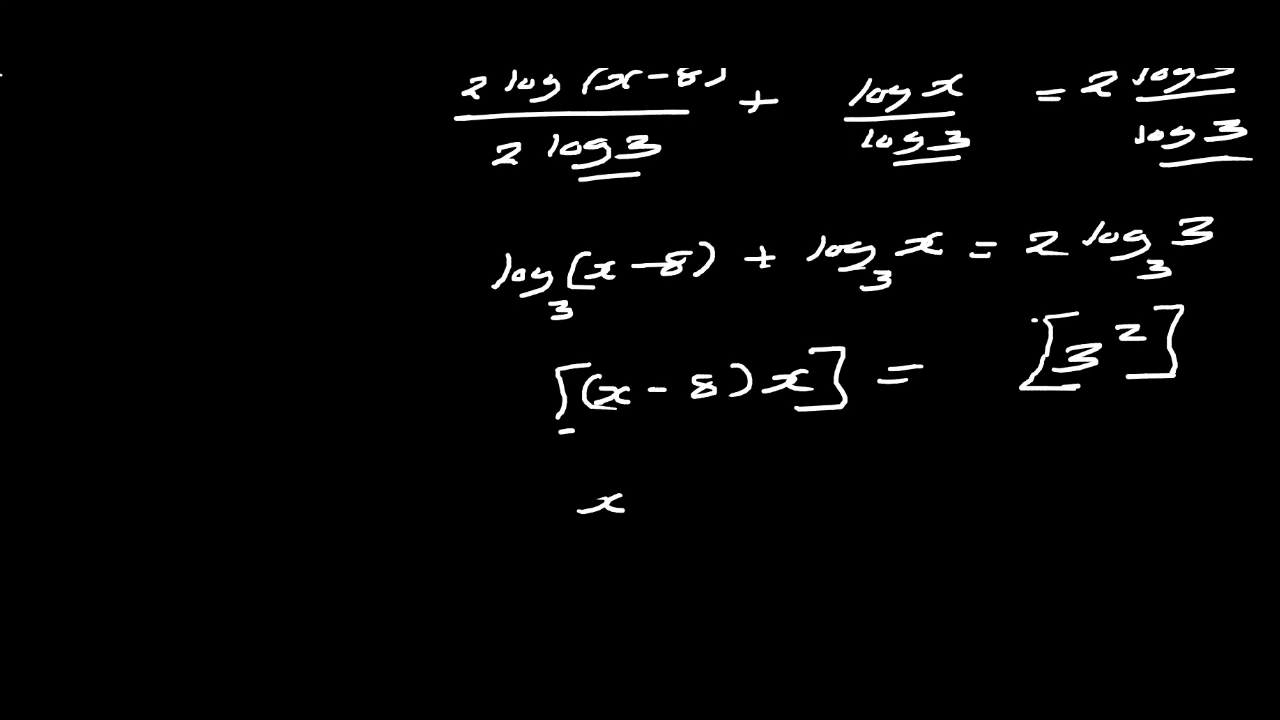 2 log (x-8) / 2 log 3 + log x / log 3 = 2 log 3 / log 3
log₃(x-8) + log₃ x = 2 log₃ 3
[(x-8)x] = [3²]
x